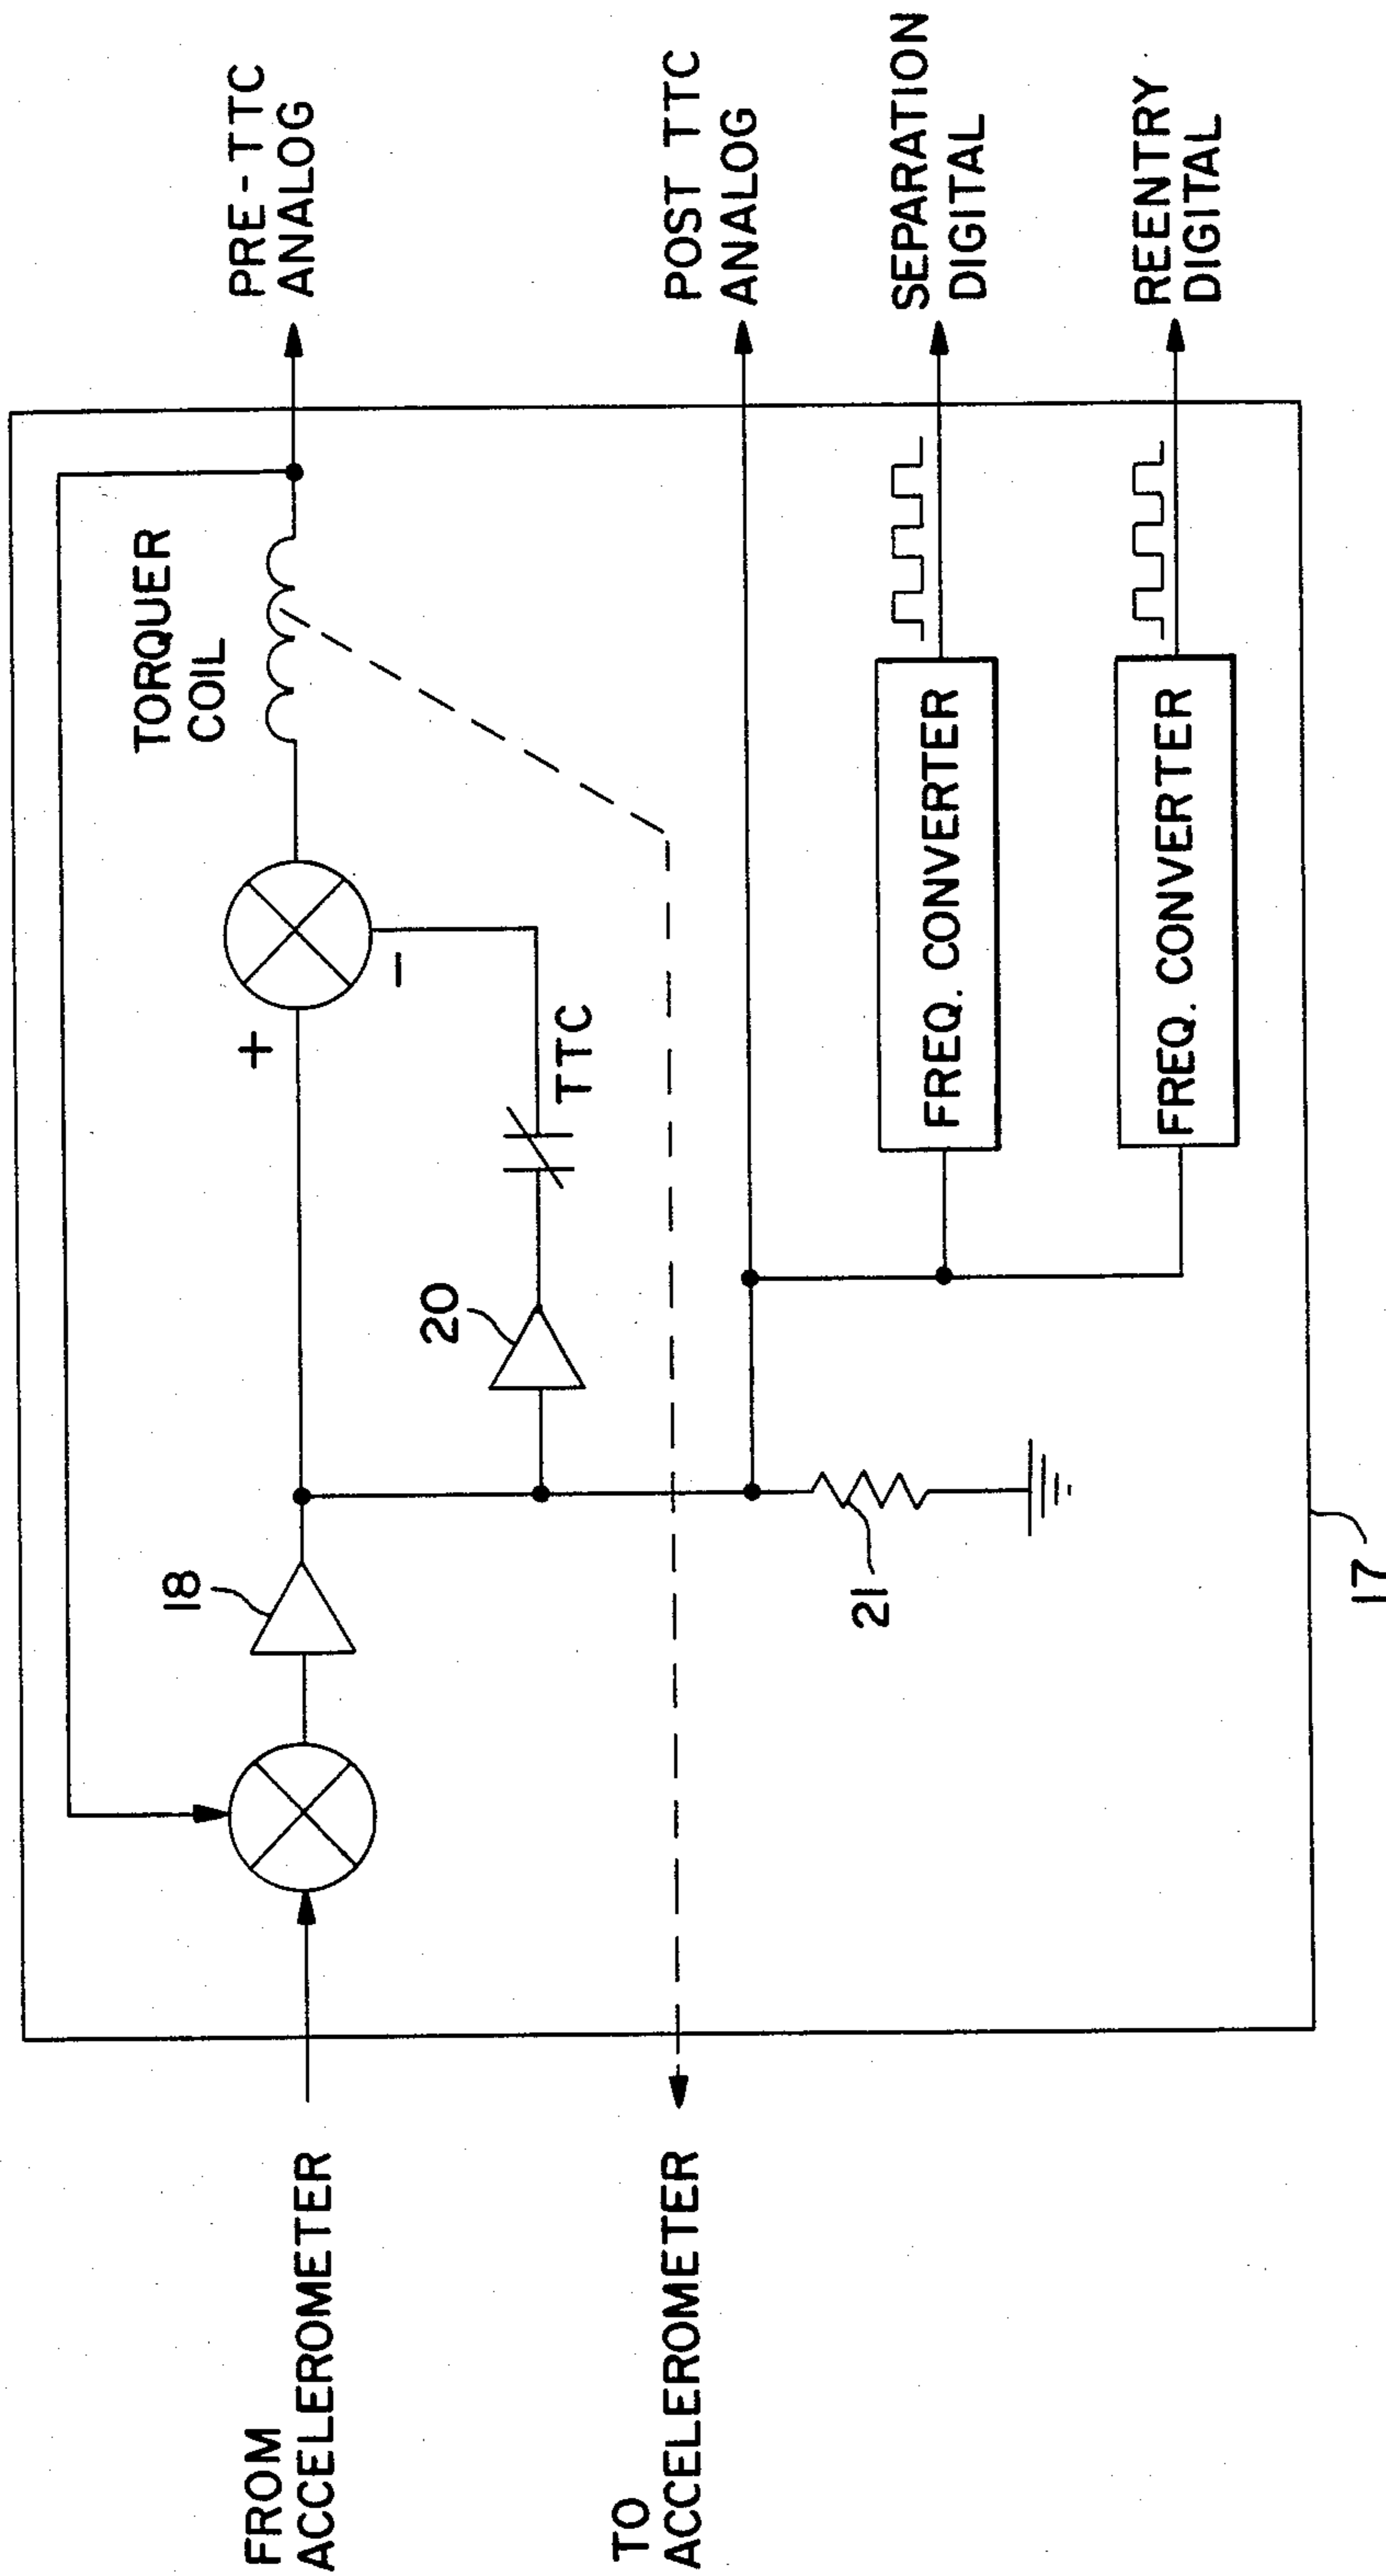 FROM
ACCELEROMETER
TO
ACCELEROMETER
18
20
21
+
−
TTC
TORQUER
COIL
FREQ. CONVERTER
FREQ. CONVERTER
PRE-TTC
ANALOG
POST TTC
ANALOG
SEPARATION
DIGITAL
REENTRY
DIGITAL
17